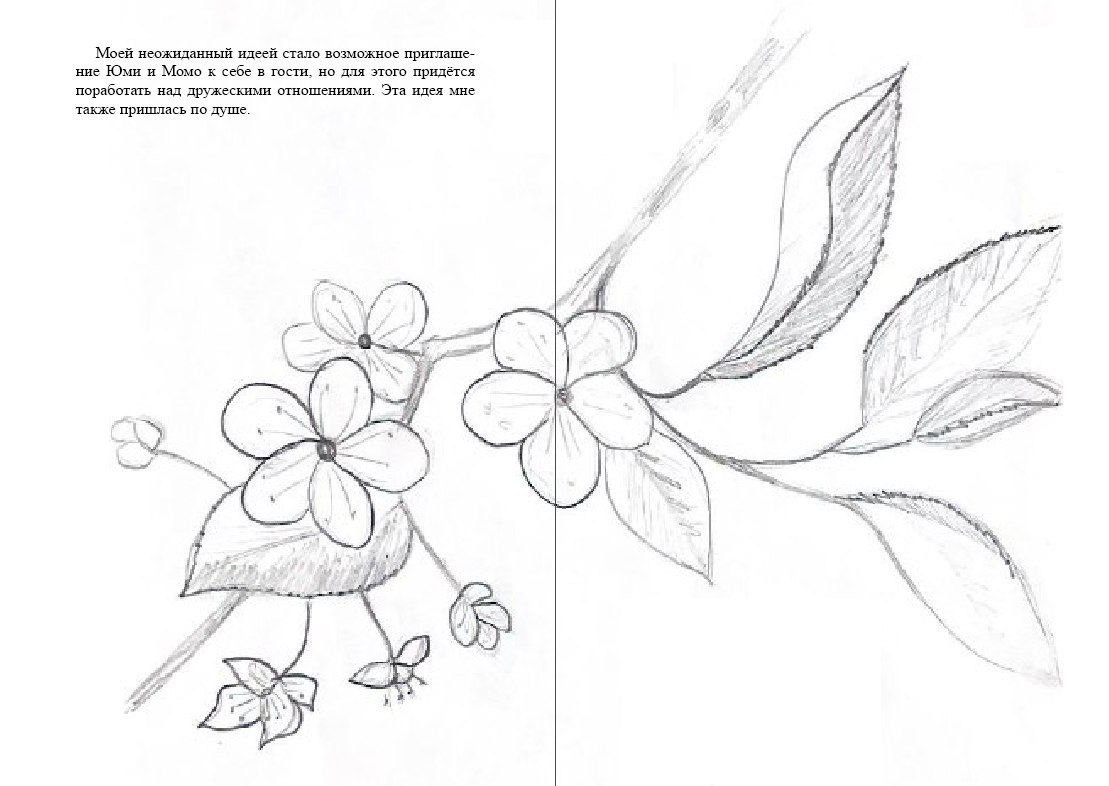 Моей неожиданный идеей стало возможное приглаше-
ние Юми и Момо к себе в гости, но для этого придётся
поработать над дружескими отношениями. Эта идея мне
также пришлась по душе.